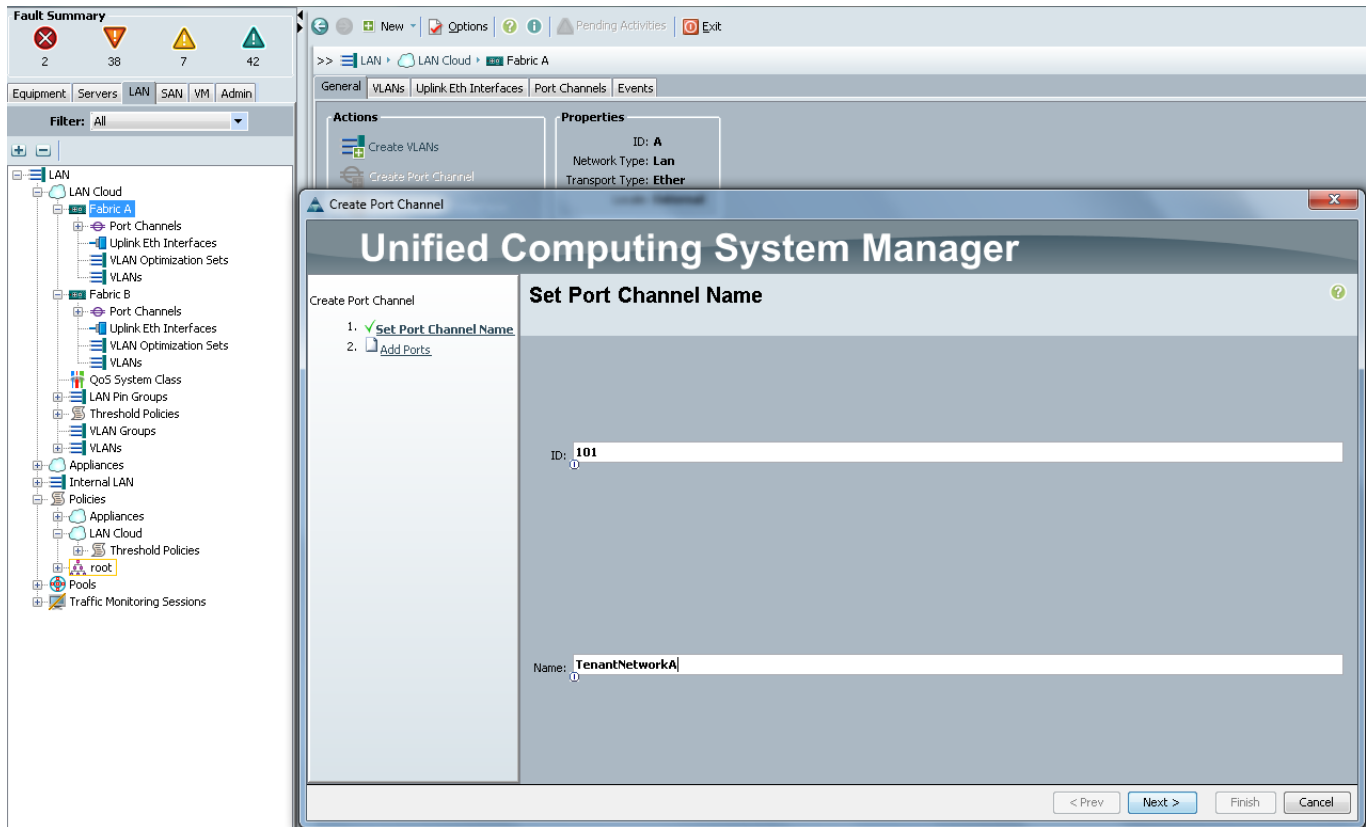 Fault Summary
2 38 7 42
Equipment Servers LAN SAN VM Admin
Filter: All
LAN
LAN Cloud
Fabric A
Port Channels
Uplink Eth Interfaces
VLAN Optimization Sets
VLANs
Fabric B
Port Channels
Uplink Eth Interfaces
VLAN Optimization Sets
VLANs
QoS System Class
LAN Pin Groups
Threshold Policies
VLAN Groups
VLANs
Appliances
Internal LAN
Policies
Appliances
LAN Cloud
Threshold Policies
root
Pools
Traffic Monitoring Sessions
New Options Pending Activities Exit
>> LAN LAN Cloud Fabric A
General VLANs Uplink Eth Interfaces Port Channels Events
Actions
Create VLANs
Create Port Channel
Properties
ID: A
Network Type: Lan
Transport Type: Ether
Create Port Channel
Unified Computing System Manager
Create Port Channel
1. Set Port Channel Name
2. Add Ports
Set Port Channel Name
ID: 101
Name: TenantNetworkA
< Prev Next > Finish Cancel